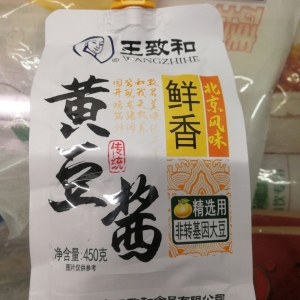 王致和
WANGZHIHE
黄豆酱
传统
鲜香
北京风味
精选用
非转基因大豆
净含量:450克
图片仅供参考